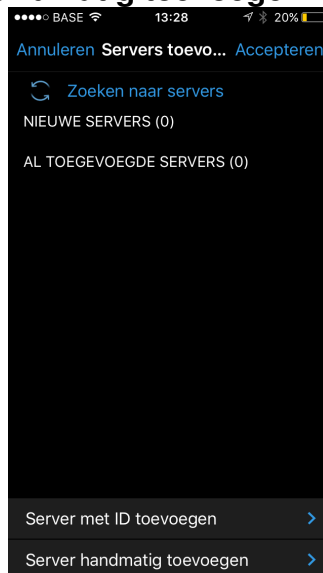 BASE 13:28 20%
Annuleren Servers toevo... Accepteren
Zoeken naar servers
NIEUWE SERVERS (0)
AL TOEGEVOEGDE SERVERS (0)
Server met ID toevoegen
Server handmatig toevoegen